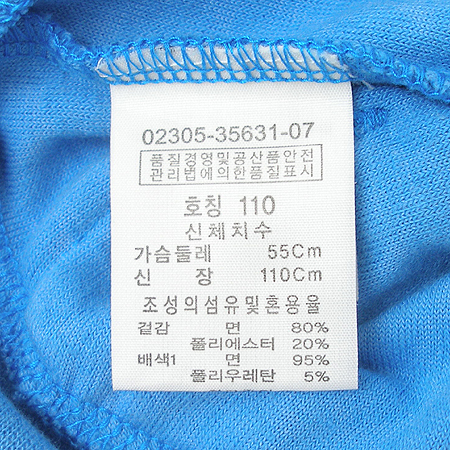 02305-35631-07
품질경영및공산품안전
관리법에의한품질표시
호칭 110
신체치수
가슴둘레 55Cm
신 장 110Cm
조성의섬유및혼용율
겉감 면 80%
폴리에스터 20%
배색1 면 95%
폴리우레탄 5%